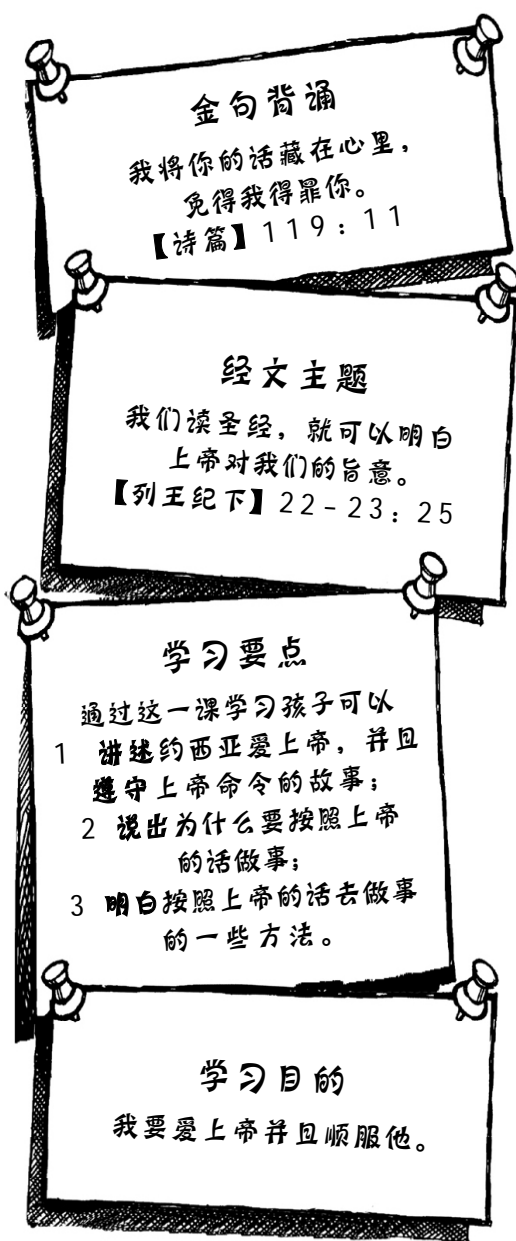 金句背诵
我将你的话藏在心里，
免得我得罪你。
【诗篇】119：11
经文主题
我们读圣经，就可以明白
上帝对我们的旨意。
【列王纪下】22-23：25
学习要点
通过这一课学习孩子可以
1 讲述约西亚爱上帝，并且
遵守上帝命令的故事；
2 说出为什么要按照上帝
的话做事；
3 明白按照上帝的话去做事
的一些方法。
学习目的
我要爱上帝并且顺服他。